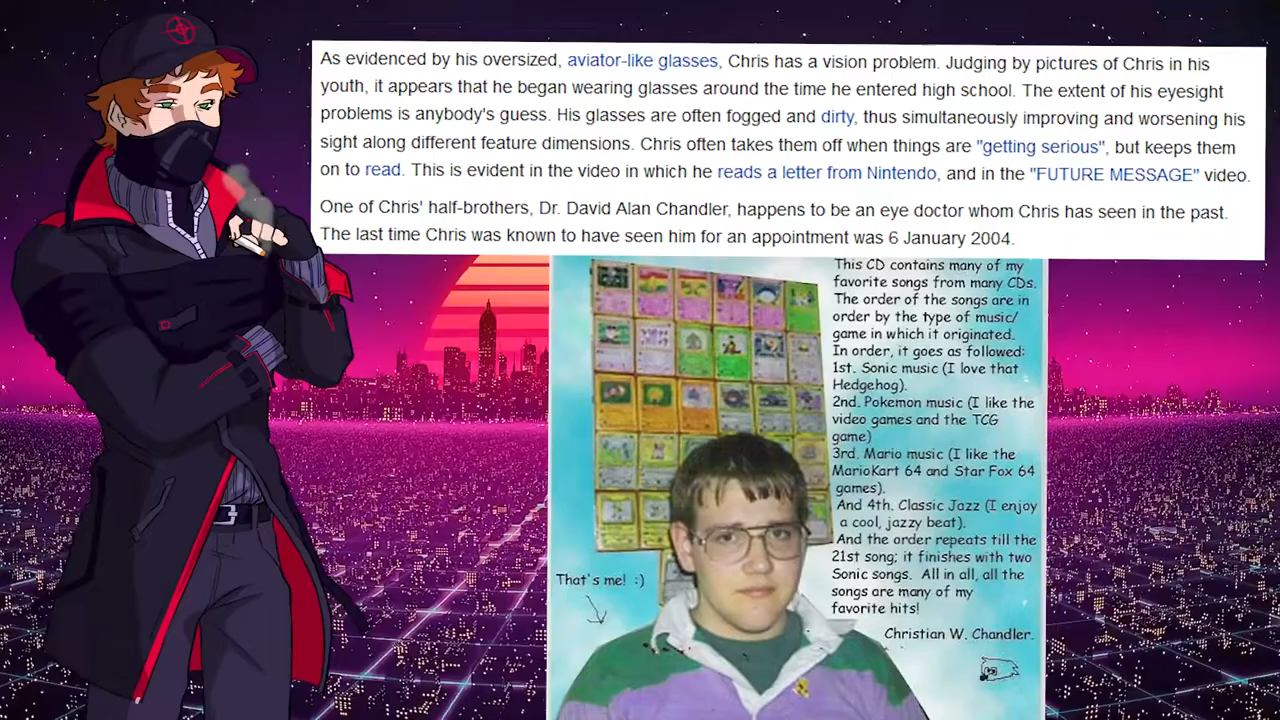 As evidenced by his oversized, aviator-like glasses, Chris has a vision problem. Judging by pictures of Chris in his
youth, it appears that he began wearing glasses around the time he entered high school. The extent of his eyesight
problems is anybody's guess. His glasses are often fogged and dirty, thus simultaneously improving and worsening his
sight along different feature dimensions. Chris often takes them off when things are "getting serious", but keeps them
on to read. This is evident in the video in which he reads a letter from Nintendo, and in the "FUTURE MESSAGE" video.
One of Chris' half-brothers, Dr. David Alan Chandler, happens to be an eye doctor whom Chris has seen in the past.
The last time Chris was known to have seen him for an appointment was 6 January 2004.
This CD contains many of my
favorite songs from many CDs.
The order of the songs are in
order by the type of music/
game in which it originated.
In order, it goes as followed:
1st. Sonic music (I love that
Hedgehog).
2nd. Pokemon music (I like the
video games and the TCG
game)
3rd. Mario music (I like the
MarioKart 64 and Star Fox 64
games).
And 4th. Classic Jazz (I enjoy
a cool, jazzy beat).
And the order repeats till the
21st song; it finishes with two
Sonic songs. All in all, all the
songs are many of my
favorite hits!
Christian W. Chandler.
That's me! :)